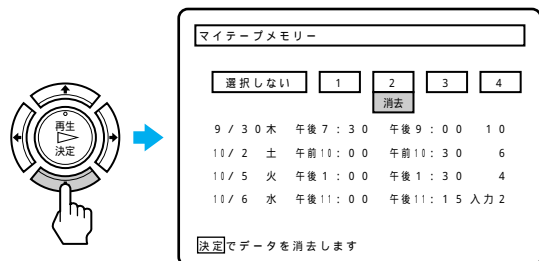 再生
決定
マイテープメモリー
選択しない 1 2 3 4
消去
9/30木 午後7:30 午後9:00 10
10/2 土 午前10:00 午前10:30 6
10/5 火 午後1:00 午後1:30 4
10/6 水 午後11:00 午後11:15 入力2
決定でデータを消去します